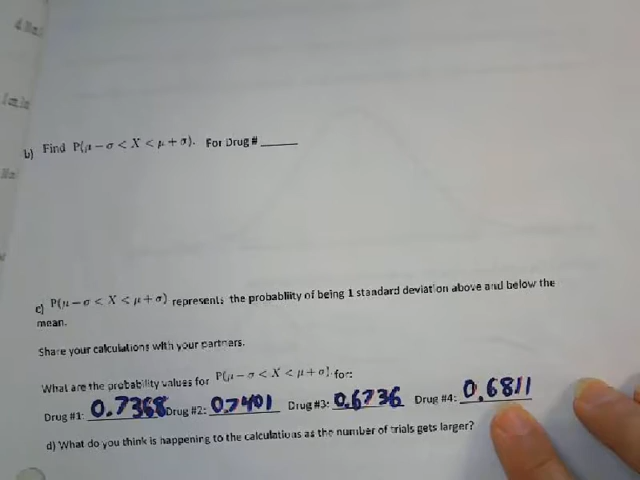 b) Find P(μ − σ < X < μ + σ). For Drug # ____
c) P(μ − σ < X < μ + σ) represents the probability of being 1 standard deviation above and below the
mean.
Share your calculations with your partners.
What are the probability values for P(μ − σ < X < μ + σ) for:
Drug #1: 0.7368 Drug #2: 0.7401 Drug #3: 0.6736 Drug #4: 0.6811
d) What do you think is happening to the calculations as the number of trials gets larger?